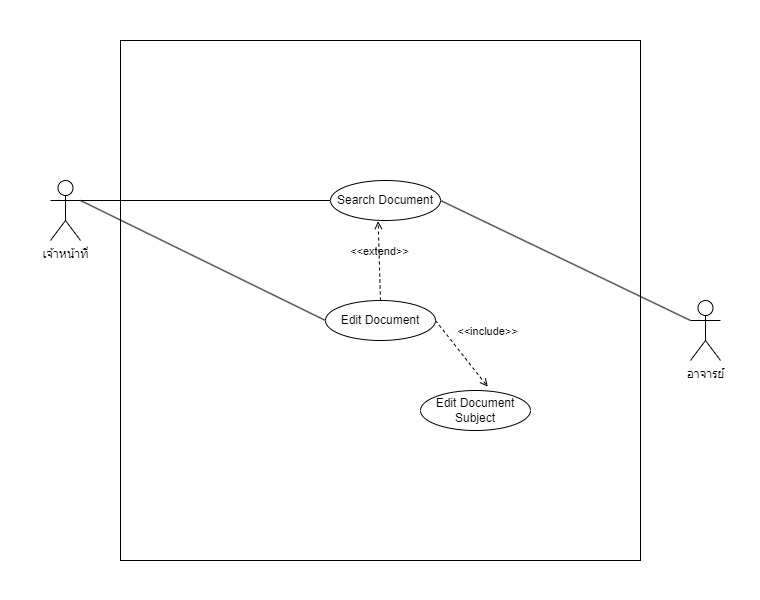 Search Document
เจ้าหน้าที่
<<extend>>
Edit Document
<<include>>
อาจารย์
Edit Document
Subject